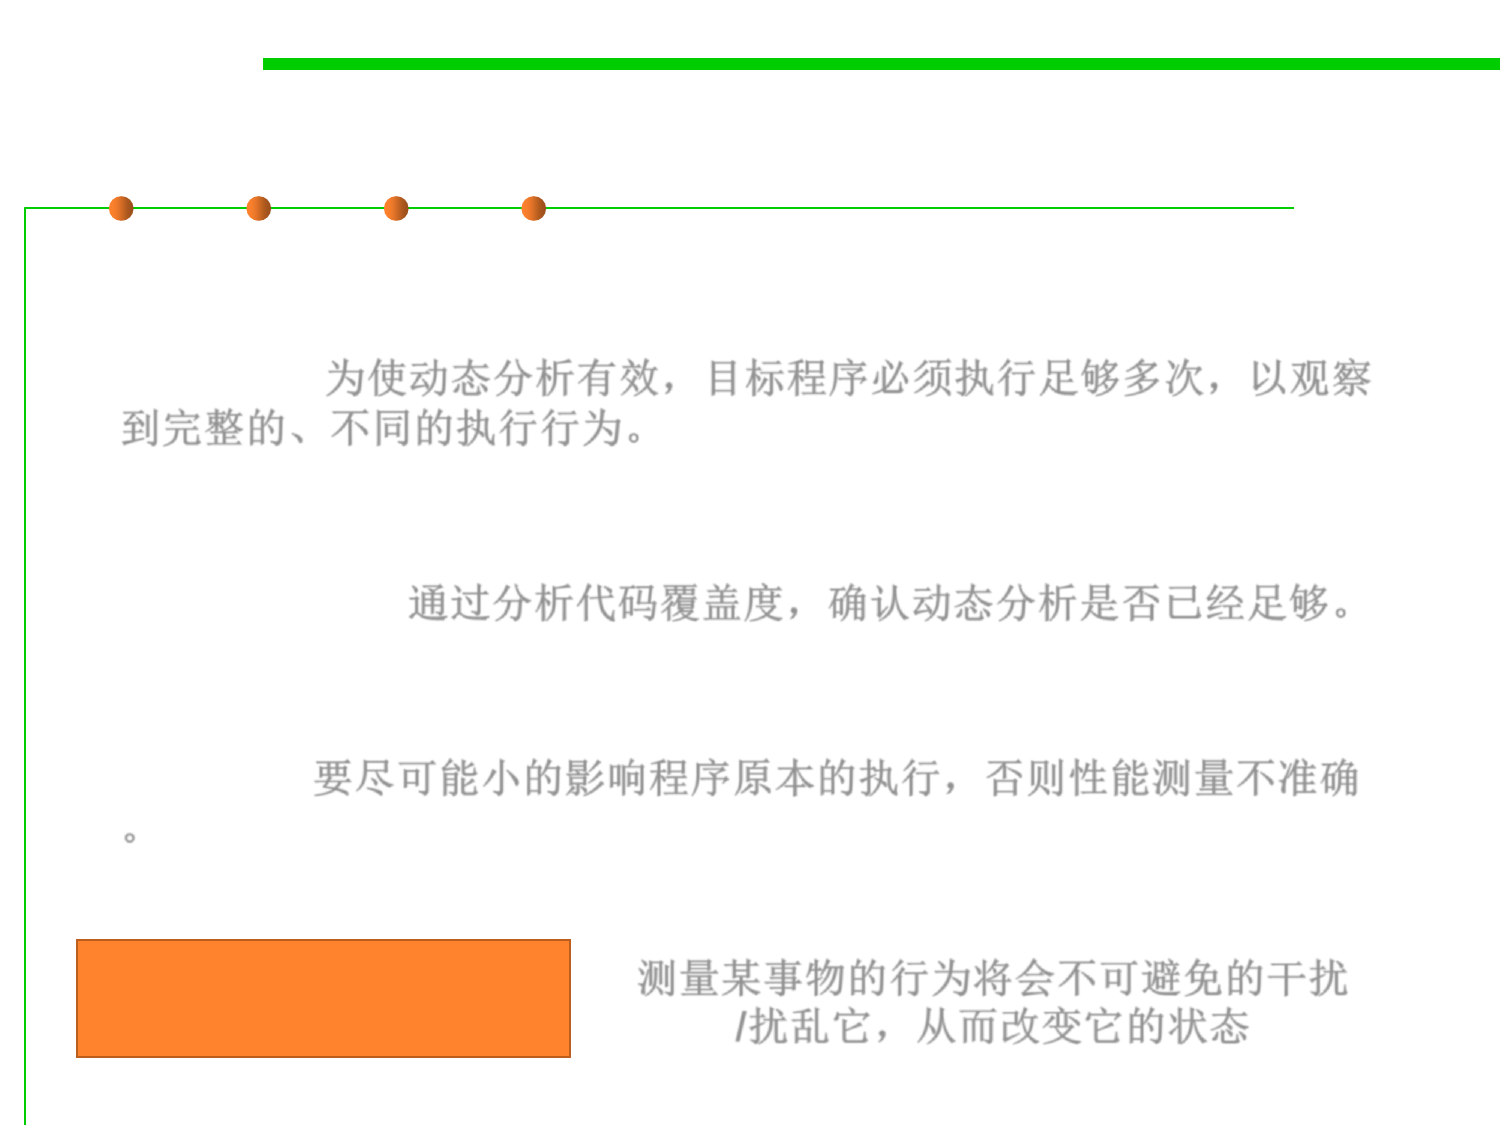 为使动态分析有效，目标程序必须执行足够多次，以观察
到完整的、不同的执行行为。
通过分析代码覆盖度，确认动态分析是否已经足够。
要尽可能小的影响程序原本的执行，否则性能测量不准确
。
测量某事物的行为将会不可避免的干扰
/扰乱它，从而改变它的状态